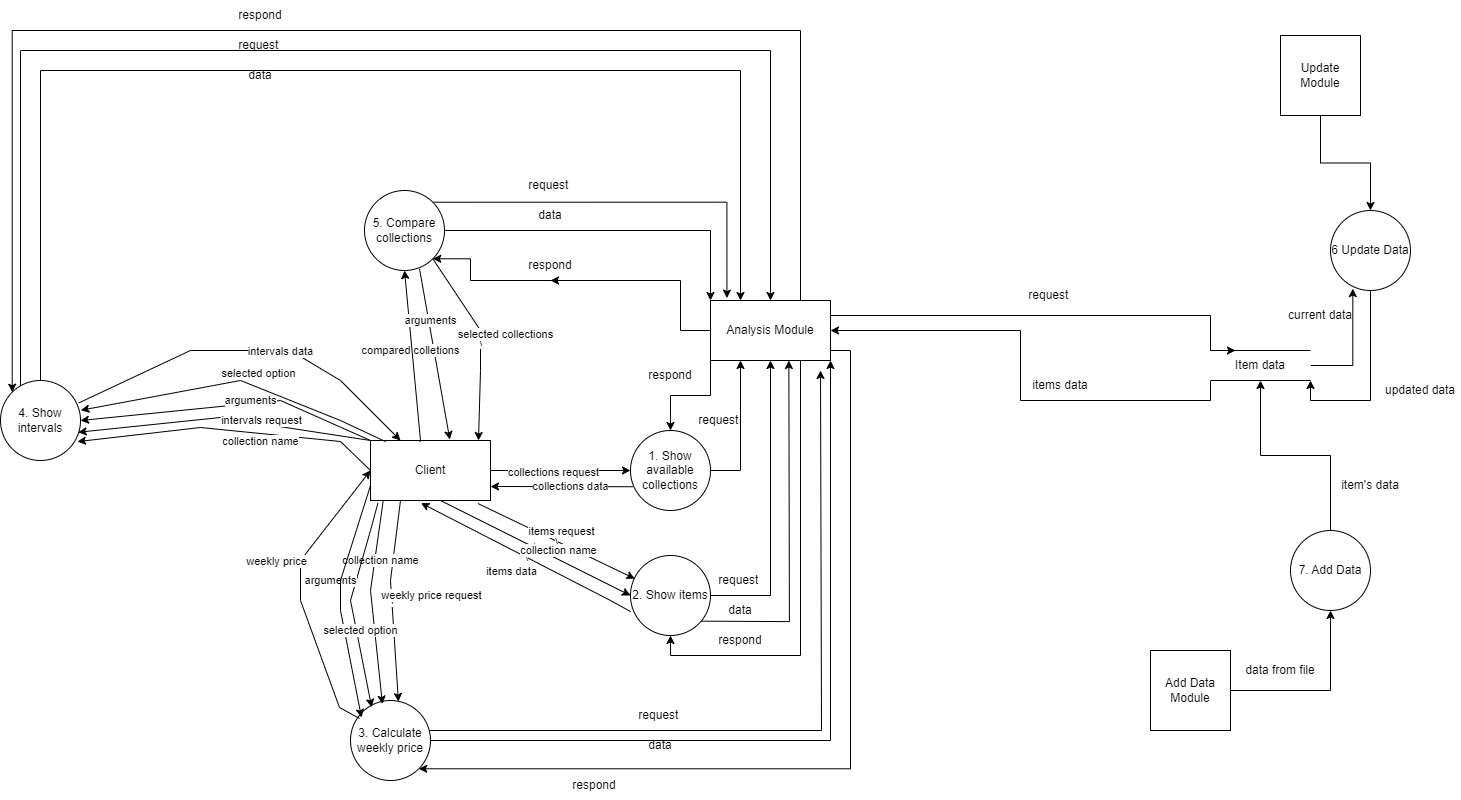 respond
request
data
Update
Module
5. Compare
collections
request
data
respond
6 Update Data
request
current data
arguments
selected collections
compared colletions
Analysis Module
Item data
items data
updated data
intervals data
selected option
arguments
intervals request
collection name
4. Show
intervals
respond
request
Client
collections request
collections data
1. Show
available
collections
item's data
items request
collection name
items data
weekly price
collection name
arguments
weekly price request
selected option
2. Show items
request
data
respond
7. Add Data
Add Data
Module
data from file
3. Calculate
weekly price
request
data
respond